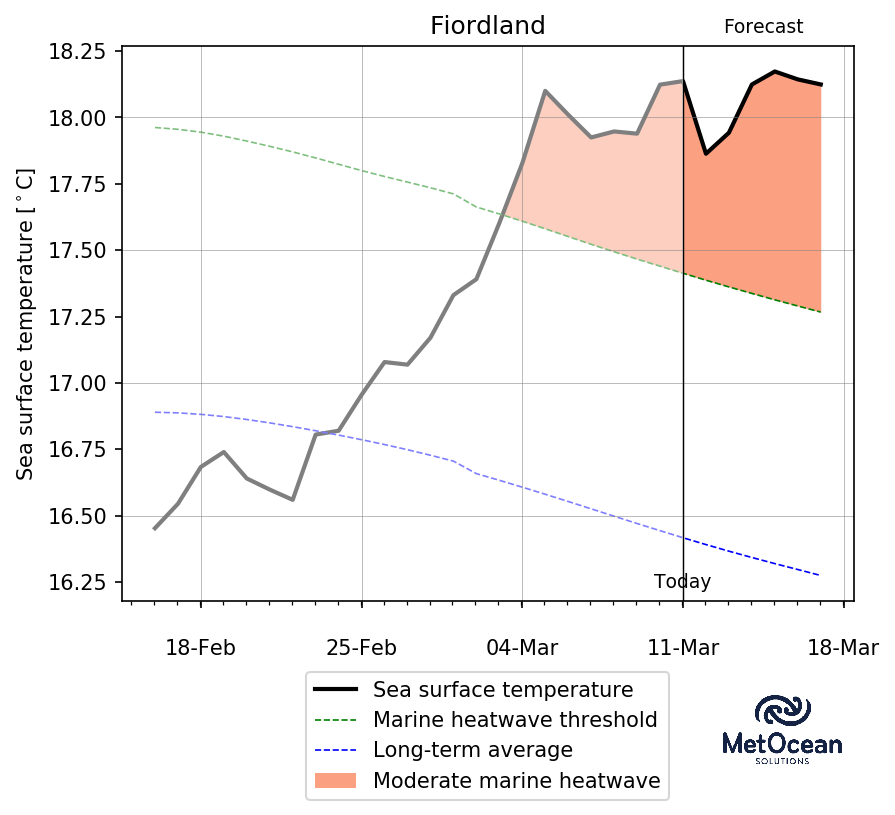 Fiordland
Forecast
Sea surface temperature [°C]
18.25
18.00
17.75
17.50
17.25
17.00
16.75
16.50
16.25
Today
18-Feb
25-Feb
04-Mar
11-Mar
18-Mar
Sea surface temperature
Marine heatwave threshold
Long-term average
Moderate marine heatwave
MetOcean
SOLUTIONS